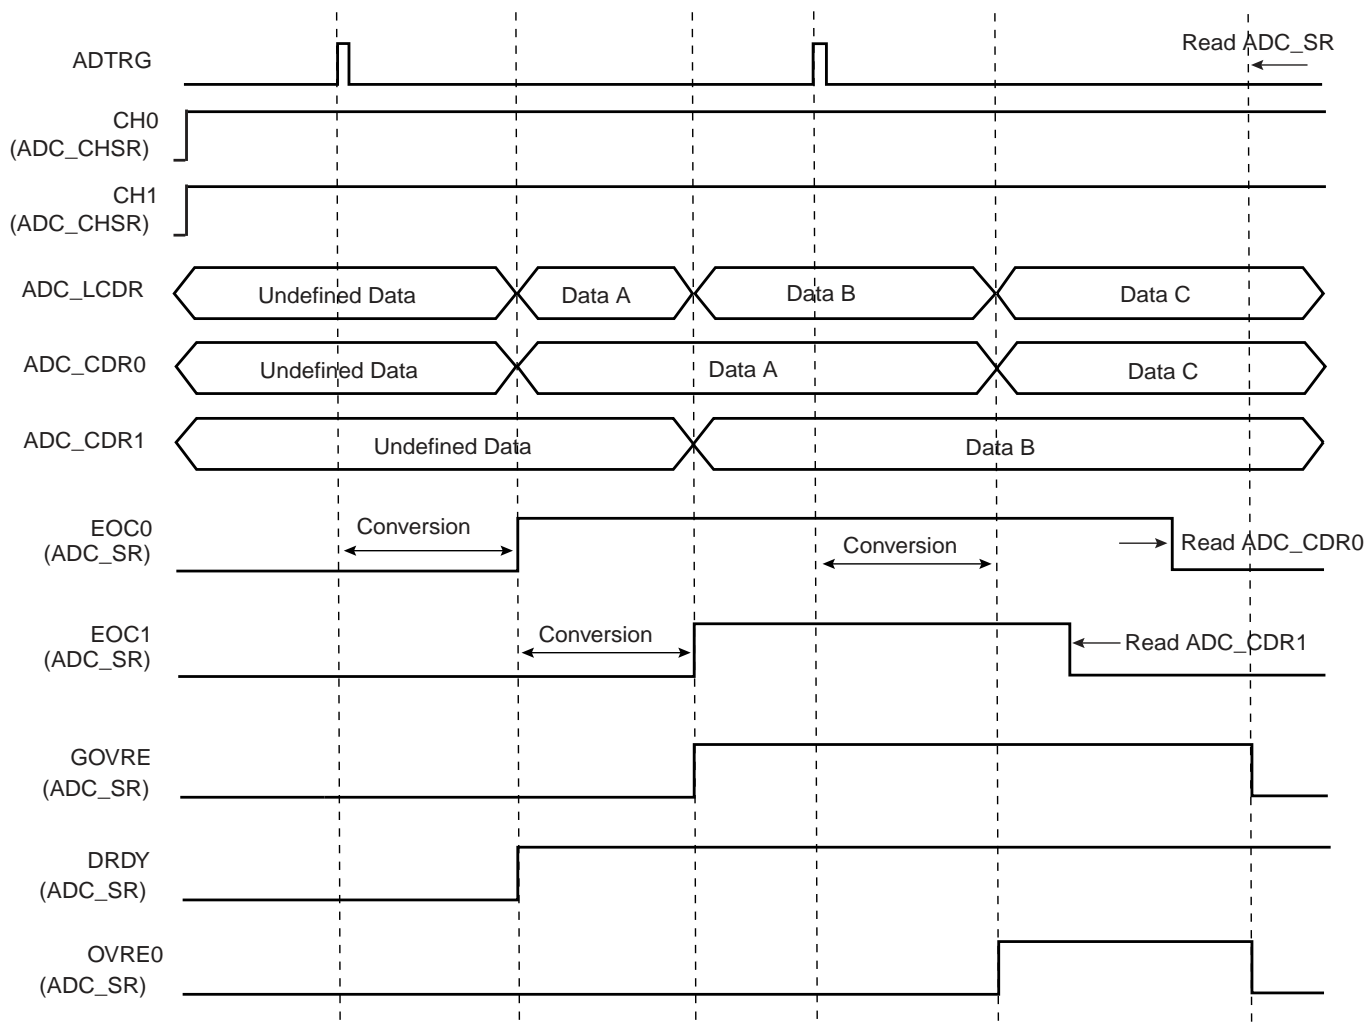 ADTRG
Read ADC_SR
CH0
(ADC_CHSR)
CH1
(ADC_CHSR)
ADC_LCDR
Undefined Data
Data A
Data B
Data C
ADC_CDR0
Undefined Data
Data A
Data C
ADC_CDR1
Undefined Data
Data B
EOC0
(ADC_SR)
Conversion
Conversion
Read ADC_CDR0
EOC1
(ADC_SR)
Conversion
Read ADC_CDR1
GOVRE
(ADC_SR)
DRDY
(ADC_SR)
OVRE0
(ADC_SR)